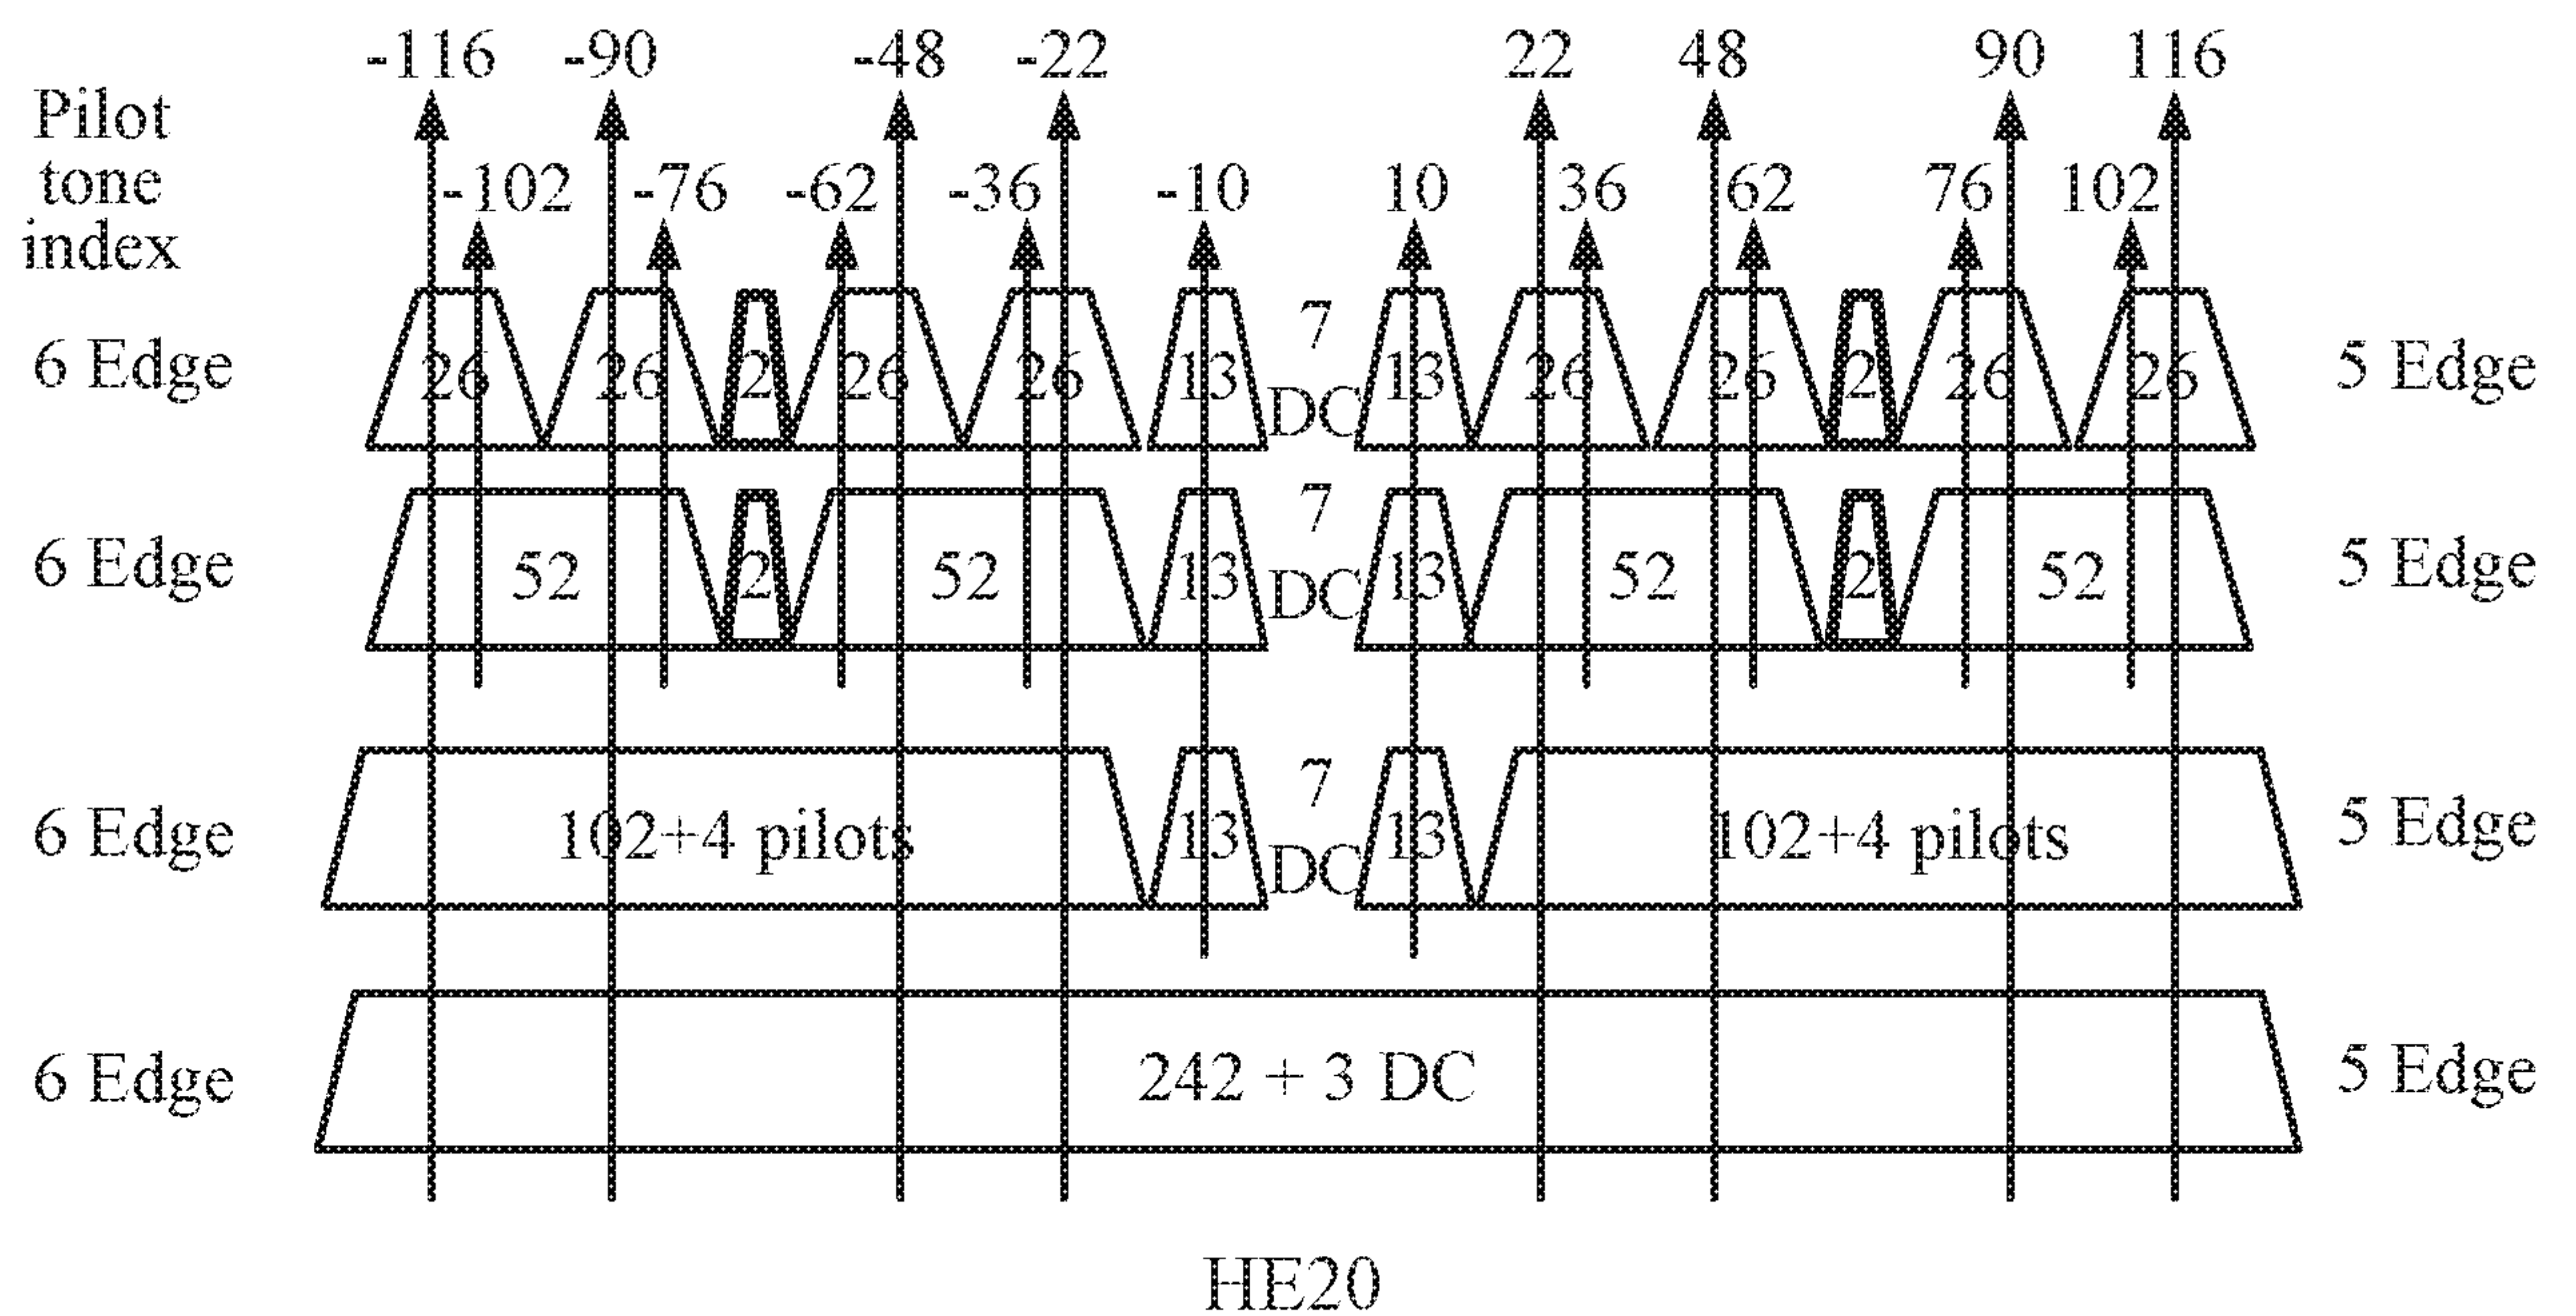 -116 -90 -48 -22 22 48 90 116
Pilot
tone
index
-102 -76 -62 -36 -10 10 36 62 76 102
6 Edge 26 26 2 26 26 13 7 DC 13 26 26 2 26 26 5 Edge
6 Edge 52 2 52 13 7 DC 13 52 2 52 5 Edge
6 Edge 102+4 pilots 13 7 DC 13 102+4 pilots 5 Edge
6 Edge 242 + 3 DC 5 Edge
HE20